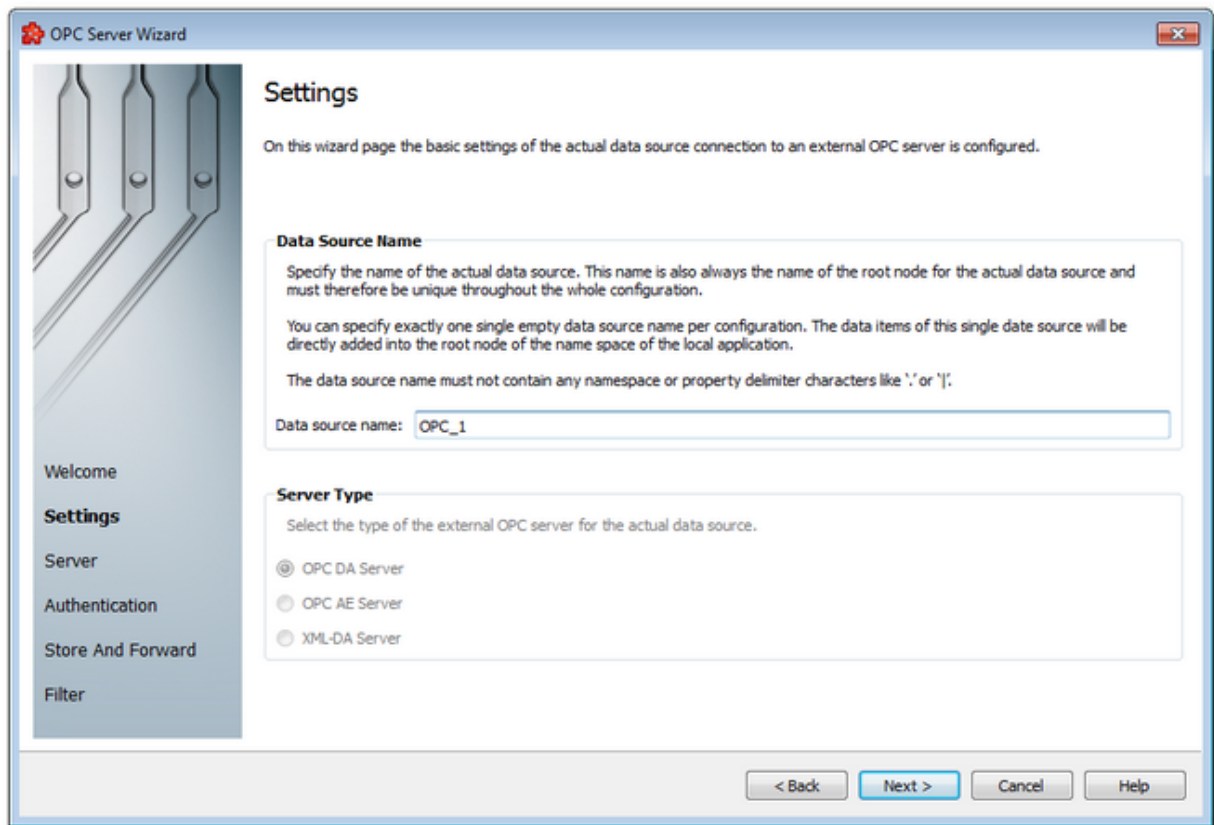 OPC Server Wizard
Settings
On this wizard page the basic settings of the actual data source connection to an external OPC server is configured.
Data Source Name
Specify the name of the actual data source. This name is also always the name of the root node for the actual data source and
must therefore be unique throughout the whole configuration.
You can specify exactly one single empty data source name per configuration. The data items of this single date source will be
directly added into the root node of the name space of the local application.
The data source name must not contain any namespace or property delimiter characters like '.' or '|'.
Data source name: OPC_1
Server Type
Select the type of the external OPC server for the actual data source.
OPC DA Server
OPC AE Server
XML-DA Server
Welcome
Settings
Server
Authentication
Store And Forward
Filter
< Back
Next >
Cancel
Help